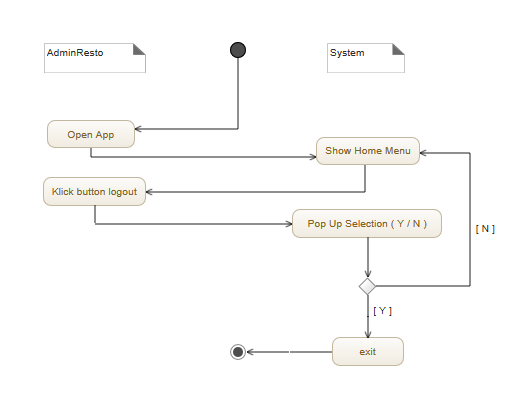 AdminResto
System
Open App
Show Home Menu
Klick button logout
Pop Up Selection ( Y / N )
[ N ]
[ Y ]
exit